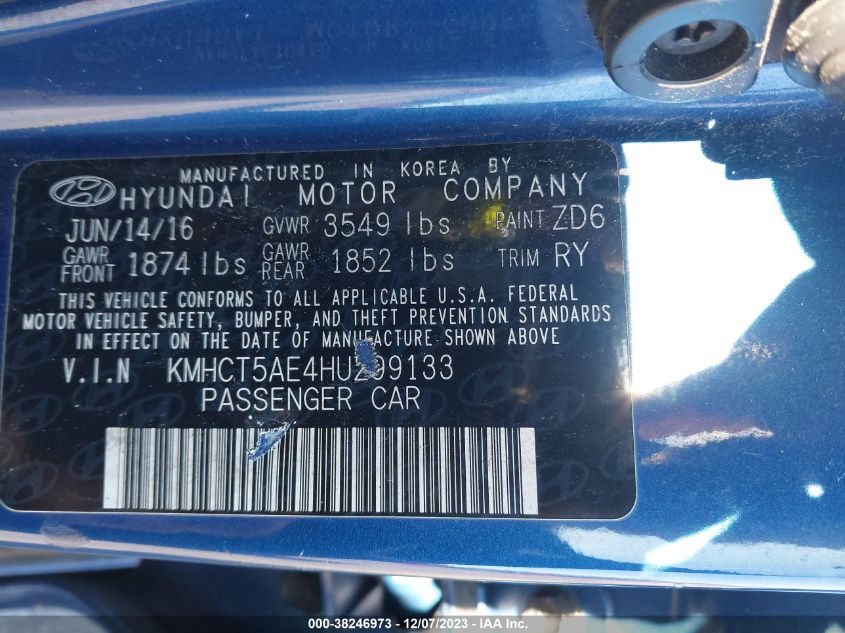 MANUFACTURED IN KOREA BY
HYUNDAI MOTOR COMPANY
JUN/14/16 GVWR 3549 lbs PAINT ZD6
GAWR FRONT 1874 lbs GAWR REAR 1852 lbs TRIM RY
THIS VEHICLE CONFORMS TO ALL APPLICABLE U.S.A. FEDERAL
MOTOR VEHICLE SAFETY, BUMPER, AND THEFT PREVENTION STANDARDS
IN EFFECT ON THE DATE OF MANUFACTURE SHOWN ABOVE
V.I.N KMHCT5AE4HU299133
PASSENGER CAR
000-38246973 - 12/07/2023 - IAAI - Dealers Inc.